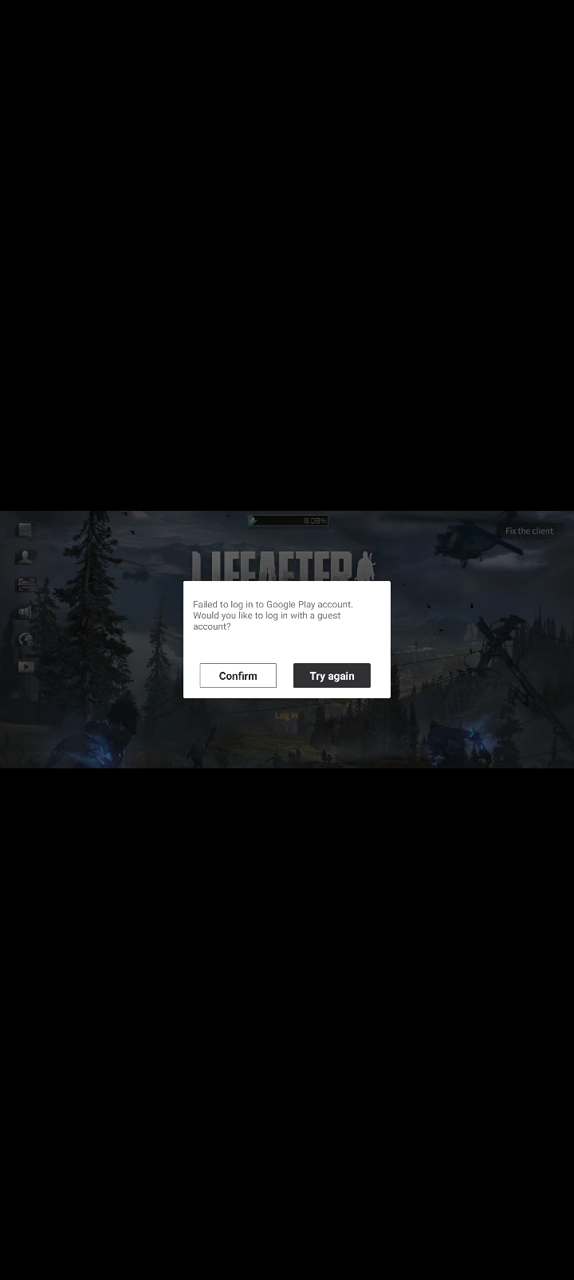 6.09%
Fix the client
LIFEAFTER
Failed to log in to Google Play account.
Would you like to log in with a guest
account?
Confirm
Try again
Log in